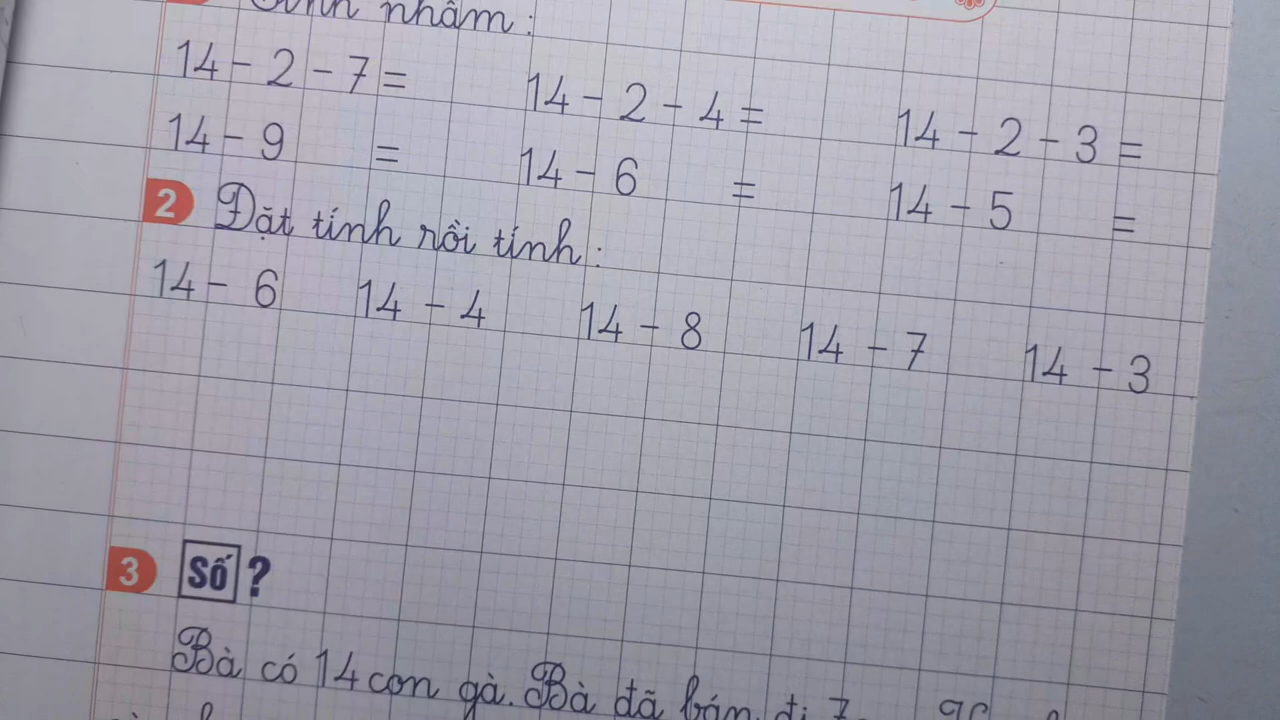 Tính nhẩm:
14 - 2 - 7 = 14 - 2 - 4 = 14 - 2 - 3 =
14 - 9 = 14 - 6 = 14 - 5 =
2 Đặt tính rồi tính:
14 - 6 14 - 4 14 - 8 14 - 7 14 - 3
3 Số ?
Bà có 14 con gà. Bà đã bán đi 7